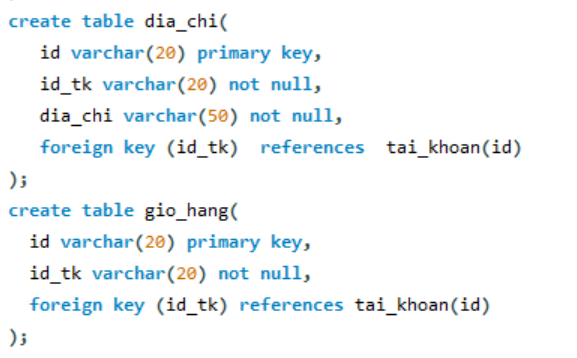 create table dia_chi(
id varchar(20) primary key,
id_tk varchar(20) not null,
dia_chi varchar(50) not null,
foreign key (id_tk) references tai_khoan(id)
);
create table gio_hang(
id varchar(20) primary key,
id_tk varchar(20) not null,
foreign key (id_tk) references tai_khoan(id)
);